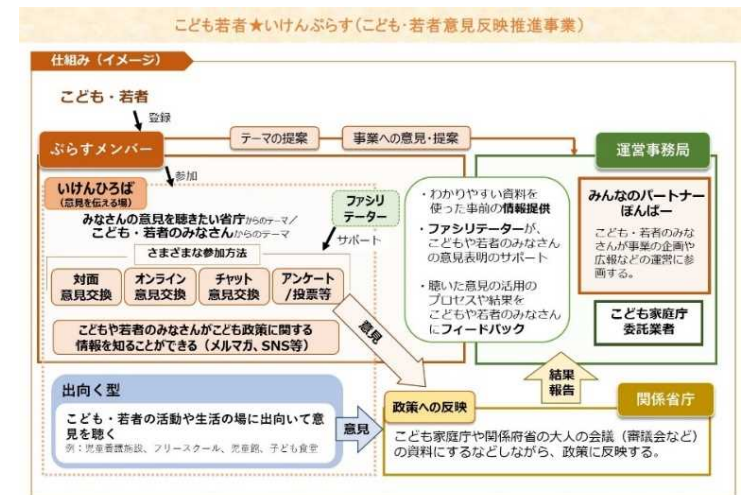 こども若者★いけんぷらす(こども・若者意見反映推進事業)
仕組み(イメージ)
こども・若者
登録
ぷらすメンバー
テーマの提案
事業への意見・提案
運営事務局
参加
いけんひろば
(意見を伝える場)
ファシリ
テーター
みなさんの意見を聴きたい省庁からのテーマ/
こども・若者のみなさんからのテーマ
サポート
さまざまな参加方法
対面
意見交換
オンライン
意見交換
チャット
意見交換
アンケート
/投票等
こどもや若者のみなさんがこども政策に関する
情報を知ることができる(メルマガ、SNS等)
・わかりやすい資料を
使った事前の情報提供
・ファシリテーターが、
こどもや若者のみなさん
の意見表明のサポート
・聴いた意見の活用の
プロセスや結果を
こどもや若者のみなさん
にフィードバック
みんなのパートナー
ぽんぱー
こども・若者のみな
さんが事業の企画や
広報などの運営に参
画する。
こども家庭庁
委託業者
意見
結果
報告
出向く型
こども・若者の活動や生活の場に出向いて意
見を聴く
例:児童養護施設、フリースクール、児童館、子ども食堂
意見
政策への反映
関係省庁
こども家庭庁や関係府省の大人の会議(審議会など)
の資料にするなどしながら、政策に反映する。